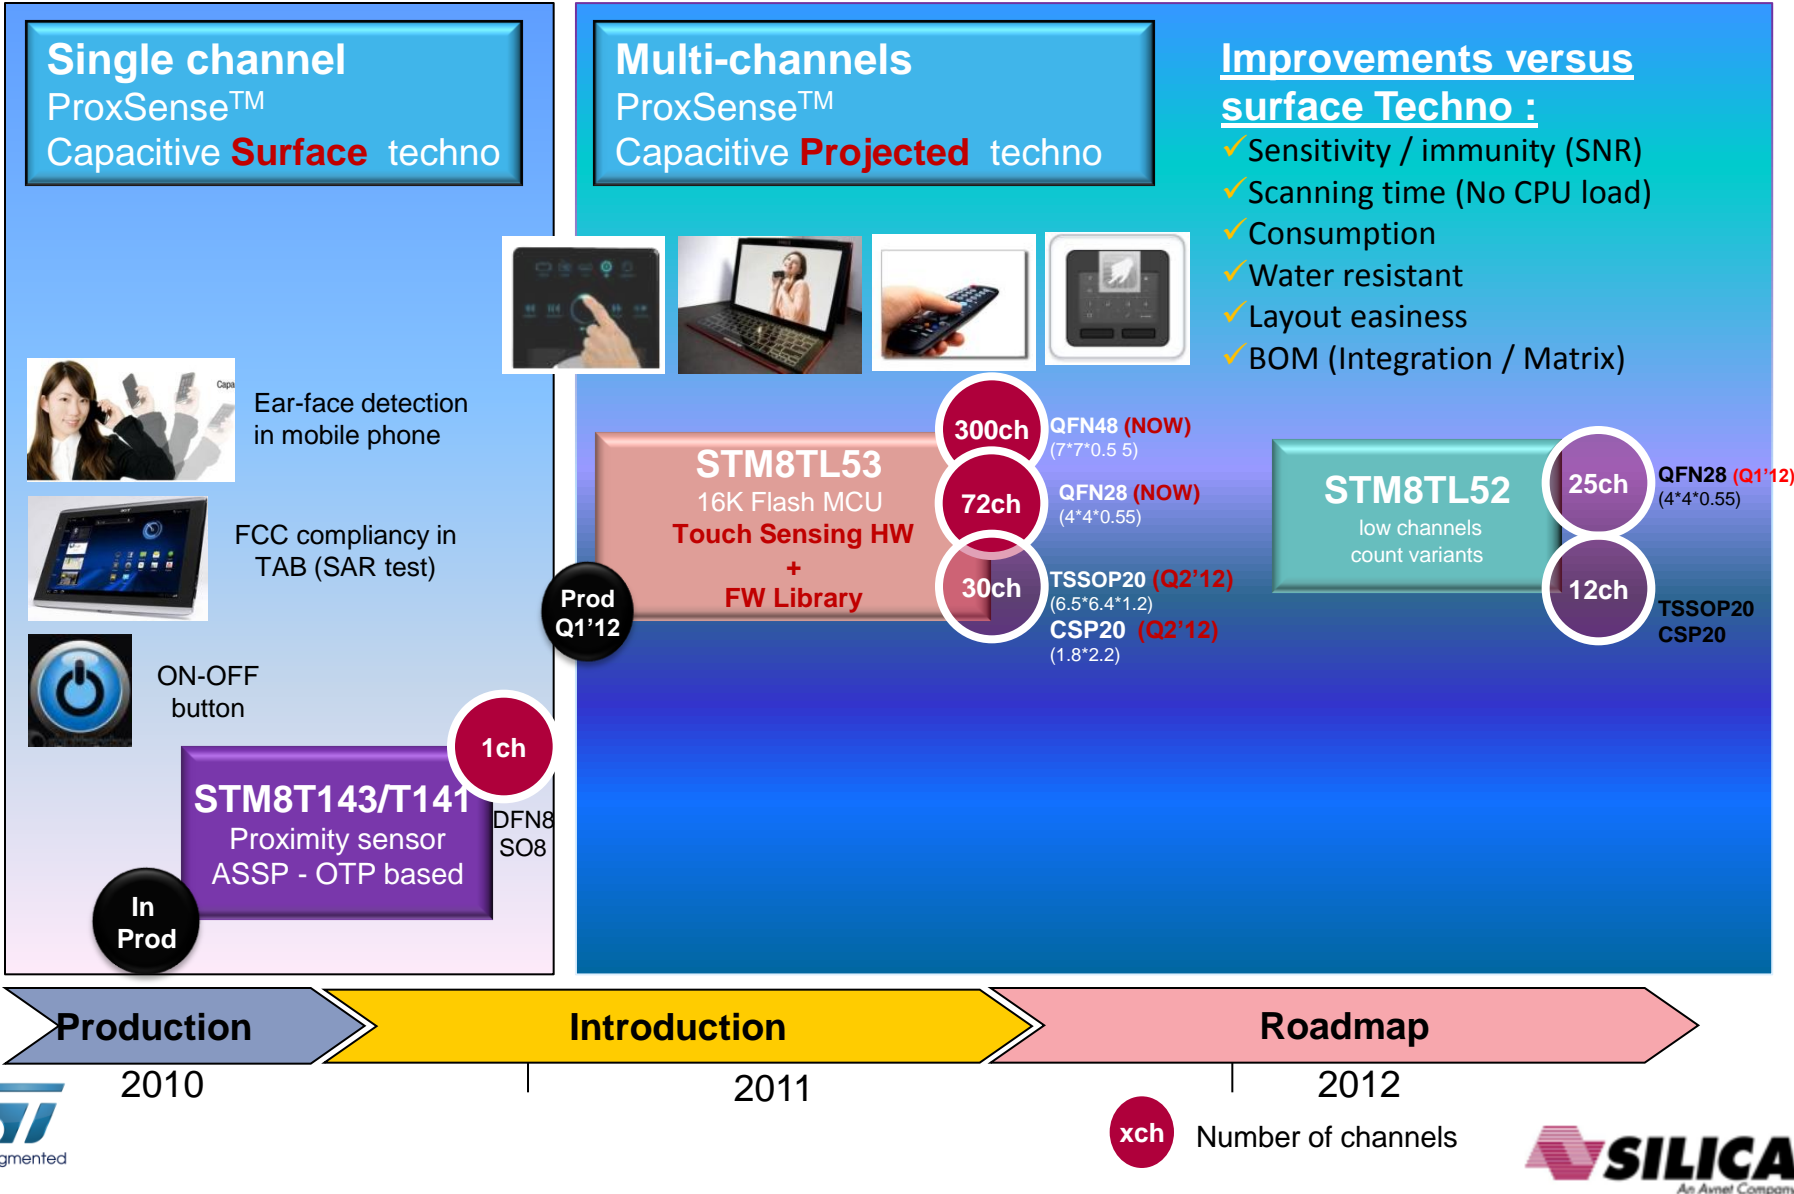 Single channel
ProxSense™
Capacitive Surface techno
Multi-channels
ProxSense™
Capacitive Projected techno
Improvements versus
surface Techno :
✓Sensitivity / immunity (SNR)
✓Scanning time (No CPU load)
✓Consumption
✓Water resistant
✓Layout easiness
✓BOM (Integration / Matrix)
Capa
Ear-face detection
in mobile phone
FCC compliancy in
TAB (SAR test)
ON-OFF
button
1ch
STM8T143/T141
Proximity sensor
ASSP - OTP based
DFN8
SO8
In
Prod
STM8TL53
16K Flash MCU
Touch Sensing HW
+
FW Library
Prod
Q1'12
300ch
QFN48 (NOW)
(7*7*0.5 5)
72ch
QFN28 (NOW)
(4*4*0.55)
30ch
TSSOP20 (Q2'12)
(6.5*6.4*1.2)
CSP20 (Q2'12)
(1.8*2.2)
STM8TL52
low channels
count variants
25ch
QFN28 (Q1'12)
(4*4*0.55)
12ch
TSSOP20
CSP20
Production
Introduction
Roadmap
2010
2011
2012
xch
Number of channels
gmented
SILICA
An Avnet Company